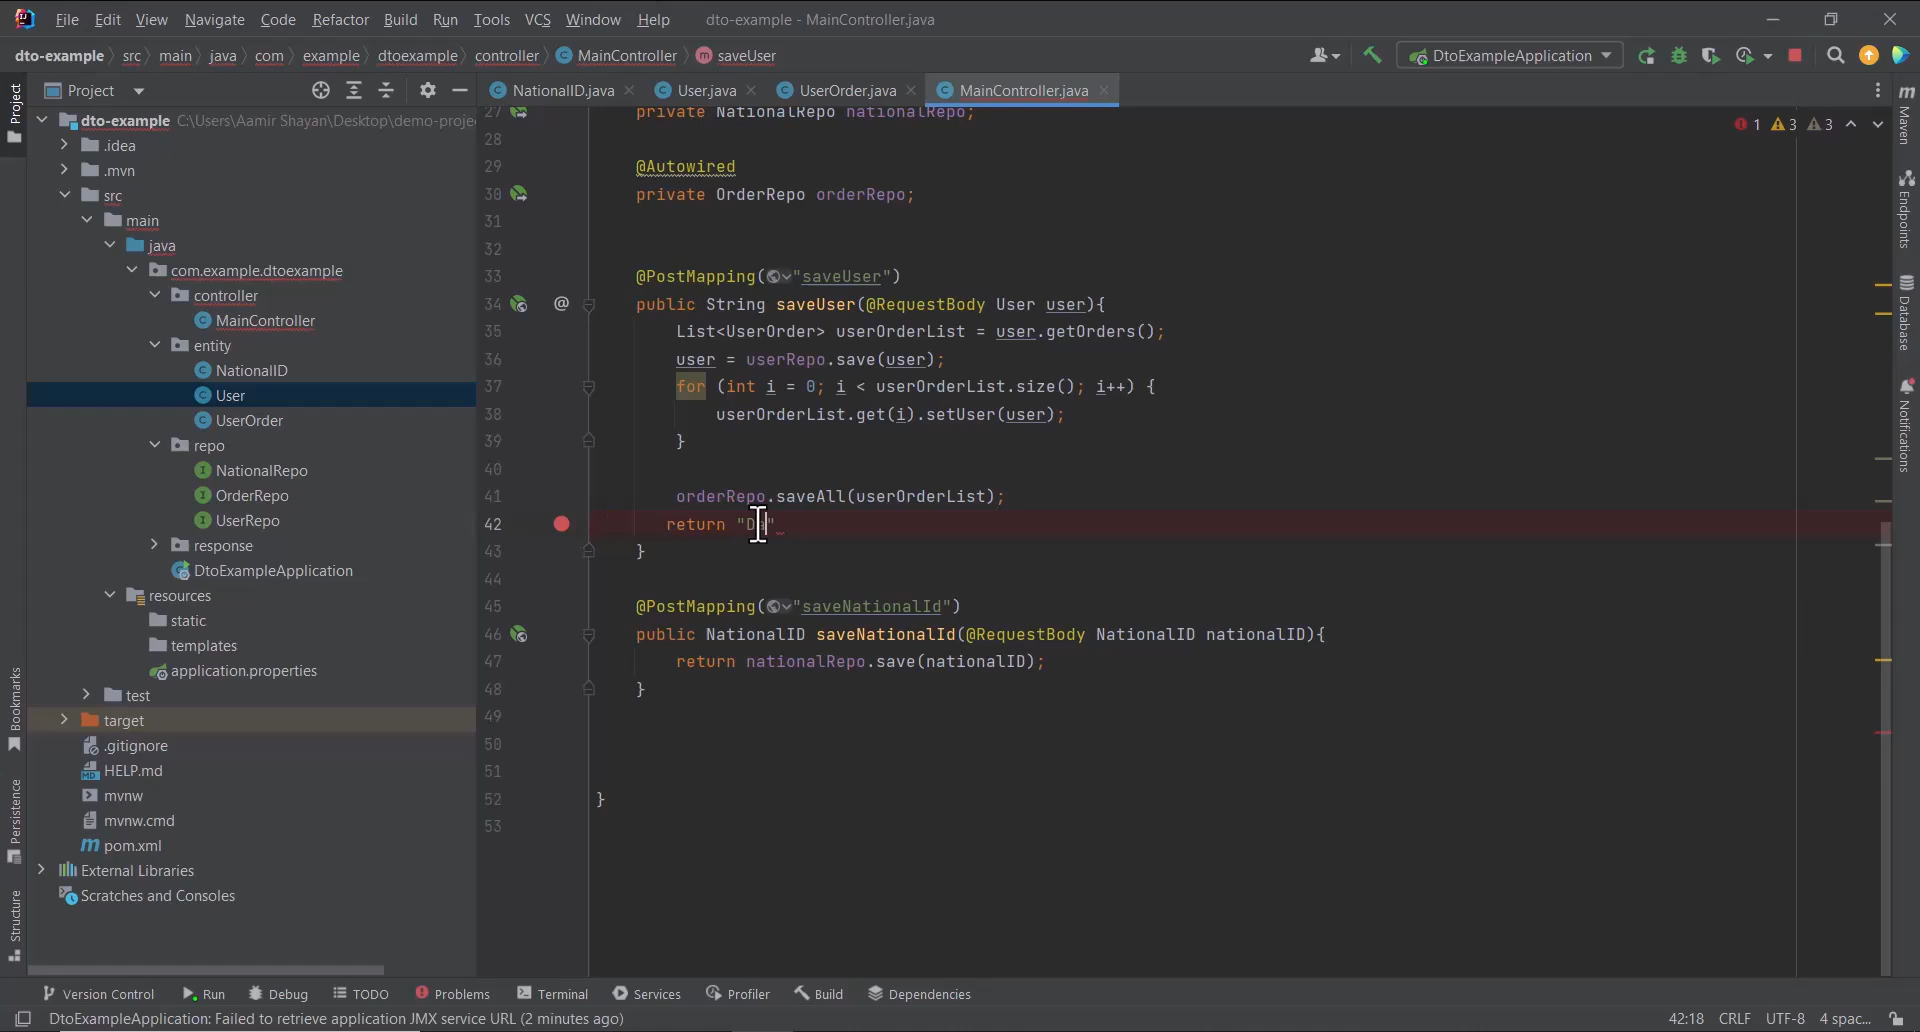 File Edit View Navigate Code Refactor Build Run Tools VCS Window Help dto-example - MainController.java
dto-example src main java com example dtoexample controller MainController saveUser DtoExampleApplication
Project NationalID.java User.java UserOrder.java MainController.java
dto-example C:\Users\Aamir Shayan\Desktop\demo-proje
.idea
.mvn
src
main
java
com.example.dtoexample
controller
MainController
entity
NationalID
User
UserOrder
repo
NationalRepo
OrderRepo
UserRepo
response
DtoExampleApplication
resources
static
templates
application.properties
test
target
.gitignore
HELP.md
mvnw
mvnw.cmd
pom.xml
External Libraries
Scratches and Consoles
1 3 3
27 private NationalRepo nationalRepo;
28
29 @Autowired
30 private OrderRepo orderRepo;
31
32
33 @PostMapping("saveUser")
34 public String saveUser(@RequestBody User user){
35 List<UserOrder> userOrderList = user.getOrders();
36 user = userRepo.save(user);
37 for (int i = 0; i < userOrderList.size(); i++) {
38 userOrderList.get(i).setUser(user);
39 }
40
41 orderRepo.saveAll(userOrderList);
42 return
43 }
44
45 @PostMapping("saveNationalId")
46 public NationalID saveNationalId(@RequestBody NationalID nationalID){
47 return nationalRepo.save(nationalID);
48 }
49
50
51
52 }
53
Project
Bookmarks
Persistence
Structure
Maven
Endpoints
Database
Notifications
Version Control Run Debug TODO Problems Terminal Services Profiler Build Dependencies
DtoExampleApplication: Failed to retrieve application JMX service URL (2 minutes ago) 42:18 CRLF UTF-8 4 spac...